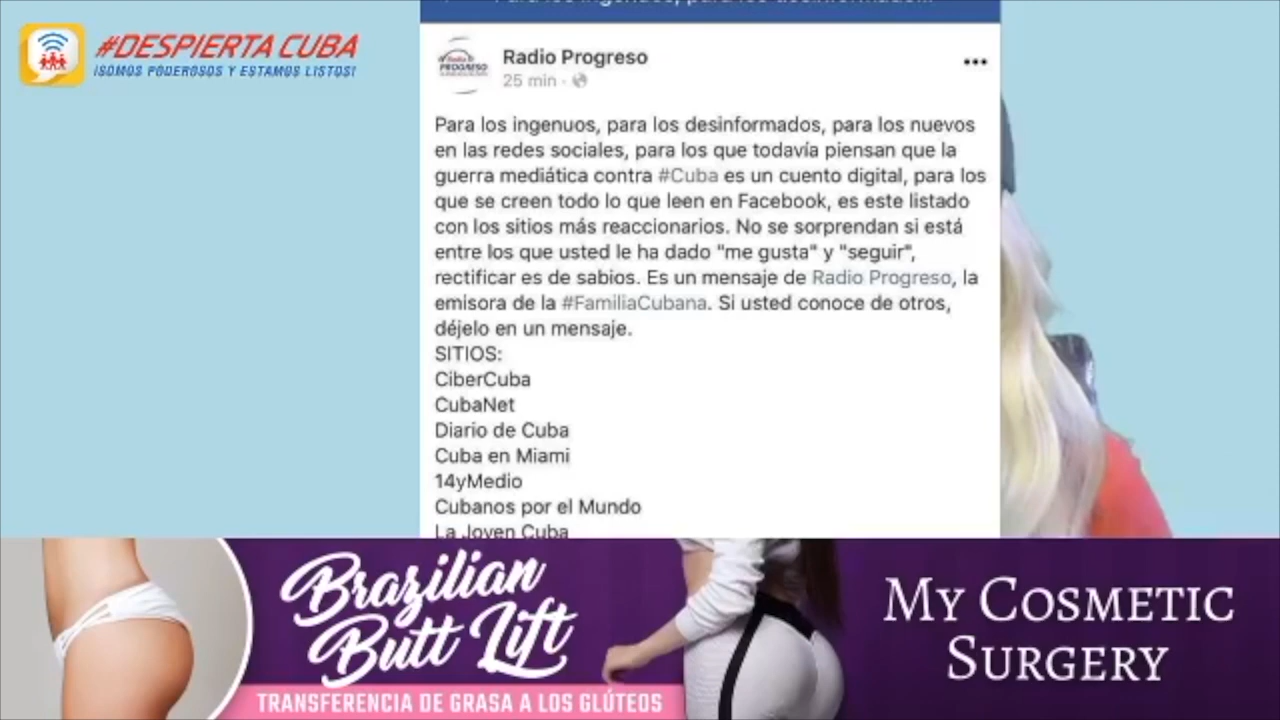 Para los ingenuos, para los desinformado...
#DESPIERTA CUBA
¡SOMOS PODEROSOS Y ESTAMOS LISTOS!
Radio Progreso
25 min ·
Para los ingenuos, para los desinformados, para los nuevos
en las redes sociales, para los que todavía piensan que la
guerra mediática contra #Cuba es un cuento digital, para los
que se creen todo lo que leen en Facebook, es este listado
con los sitios más reaccionarios. No se sorprendan si está
entre los que usted le ha dado "me gusta" y "seguir",
rectificar es de sabios. Es un mensaje de Radio Progreso, la
emisora de la #FamiliaCubana. Si usted conoce de otros,
déjelo en un mensaje.
SITIOS:
CiberCuba
CubaNet
Diario de Cuba
Cuba en Miami
14yMedio
Cubanos por el Mundo
La Joven Cuba
Brazilian
Butt Lift
TRANSFERENCIA DE GRASA A LOS GLÚTEOS
MY COSMETIC
SURGERY